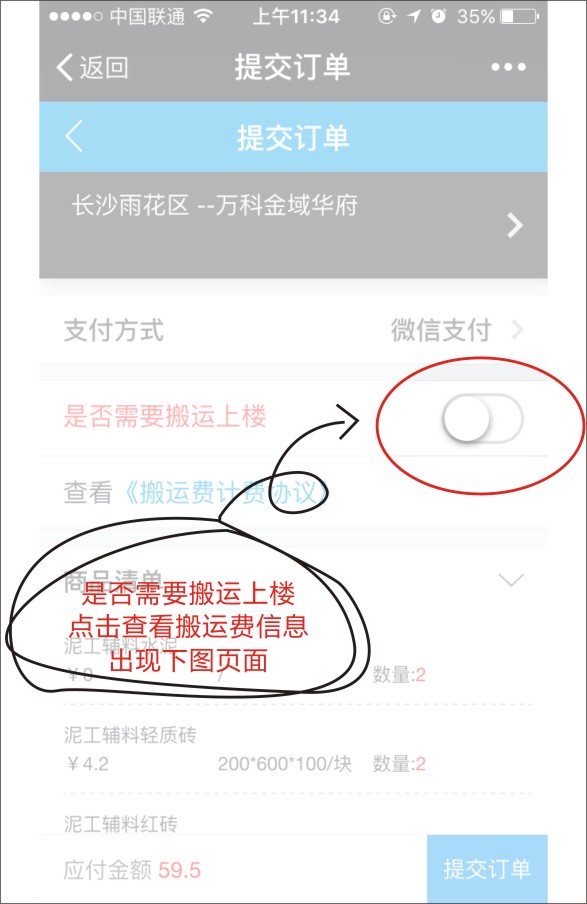 中国联通 上午11:34 35%
返回 提交订单
提交订单
长沙雨花区 --万科金域华府
支付方式 微信支付
是否需要搬运上楼
查看《搬运费计费协议》
商品清单
是否需要搬运上楼
点击查看搬运费信息
出现下图页面
泥工辅料水泥
￥9 / 数量:2
泥工辅料轻质砖
￥4.2 200*600*100/块 数量:2
泥工辅料红砖
应付金额 59.5 提交订单